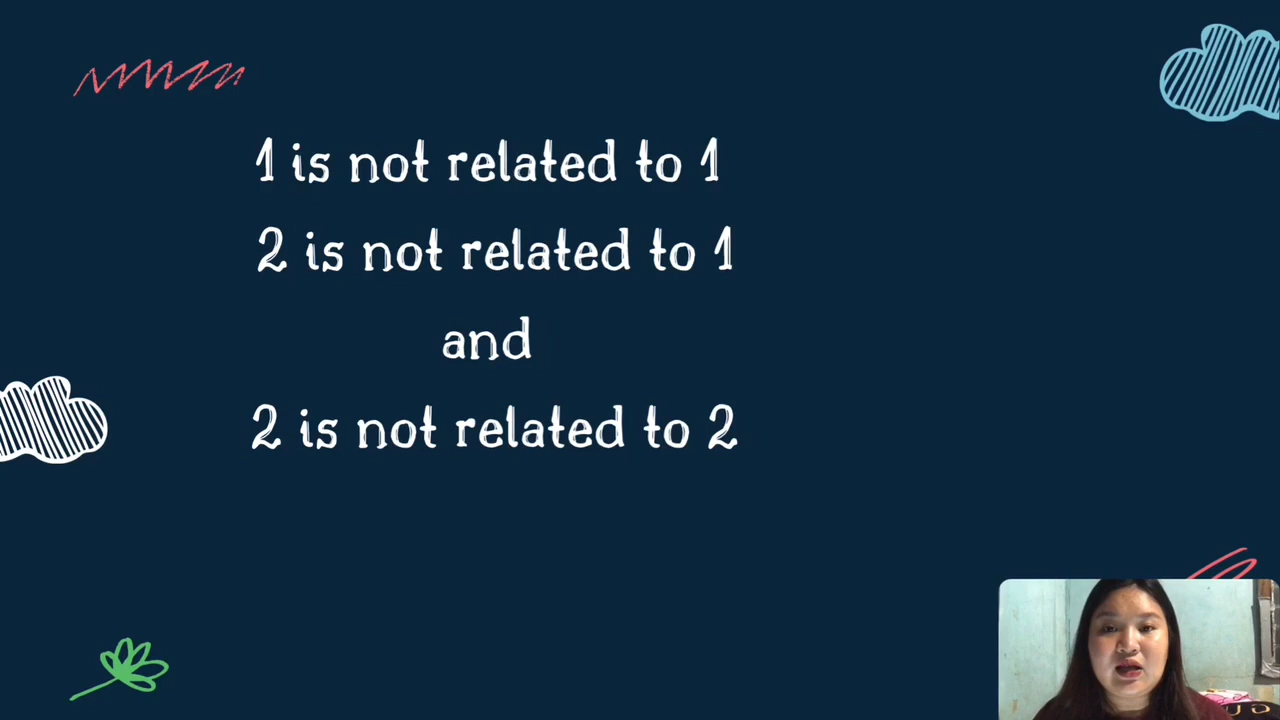 1 is not related to 1
2 is not related to 1
and
2 is not related to 2